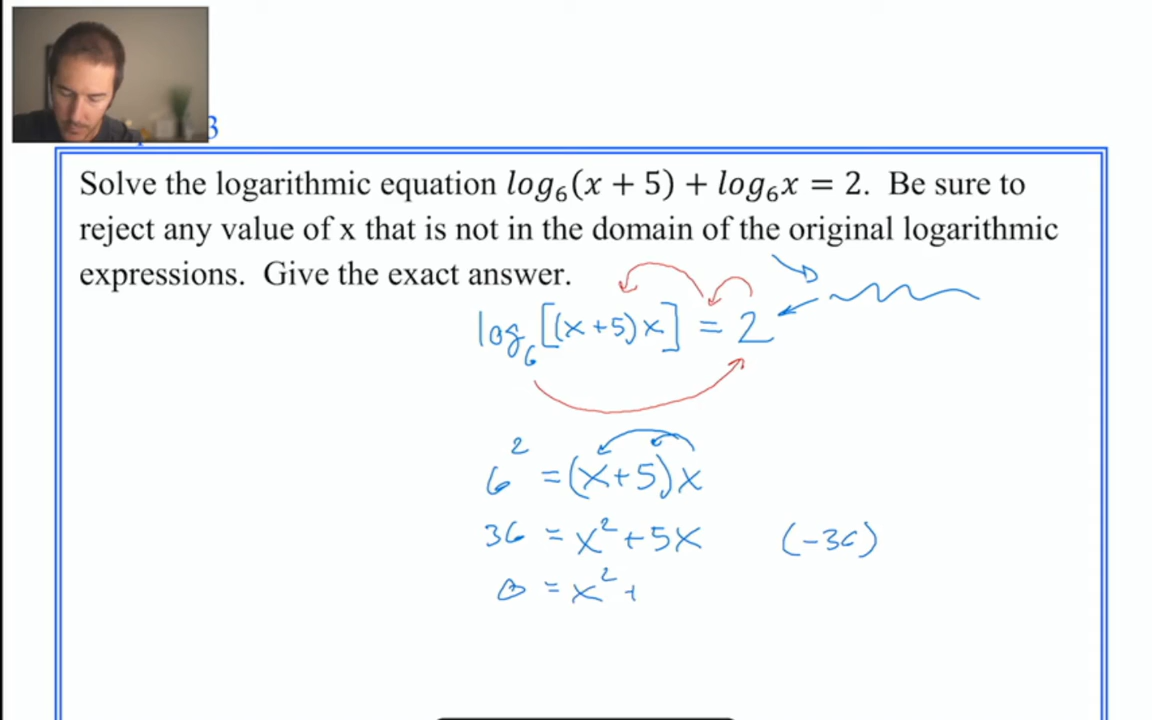 3
Solve the logarithmic equation log₆(x + 5) + log₆x = 2. Be sure to
reject any value of x that is not in the domain of the original logarithmic
expressions. Give the exact answer.
log₆[(x+5)x] = 2
6² = (x+5)x
36 = x² + 5x (-36)
0 = x² +